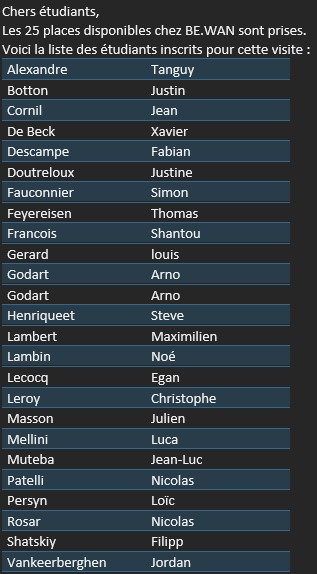 Chers étudiants,
Les 25 places disponibles chez BE.WAN sont prises.
Voici la liste des étudiants inscrits pour cette visite :
Alexandre Tanguy
Botton Justin
Cornil Jean
De Beck Xavier
Descampe Fabian
Doutreloux Justine
Fauconnier Simon
Feyereisen Thomas
Francois Shantou
Gerard louis
Godart Arno
Godart Arno
Henriqueet Steve
Lambert Maximilien
Lambin Noé
Lecocq Egan
Leroy Christophe
Masson Julien
Mellini Luca
Muteba Jean-Luc
Patelli Nicolas
Persyn Loïc
Rosar Nicolas
Shatskiy Filipp
Vankeerberghen Jordan